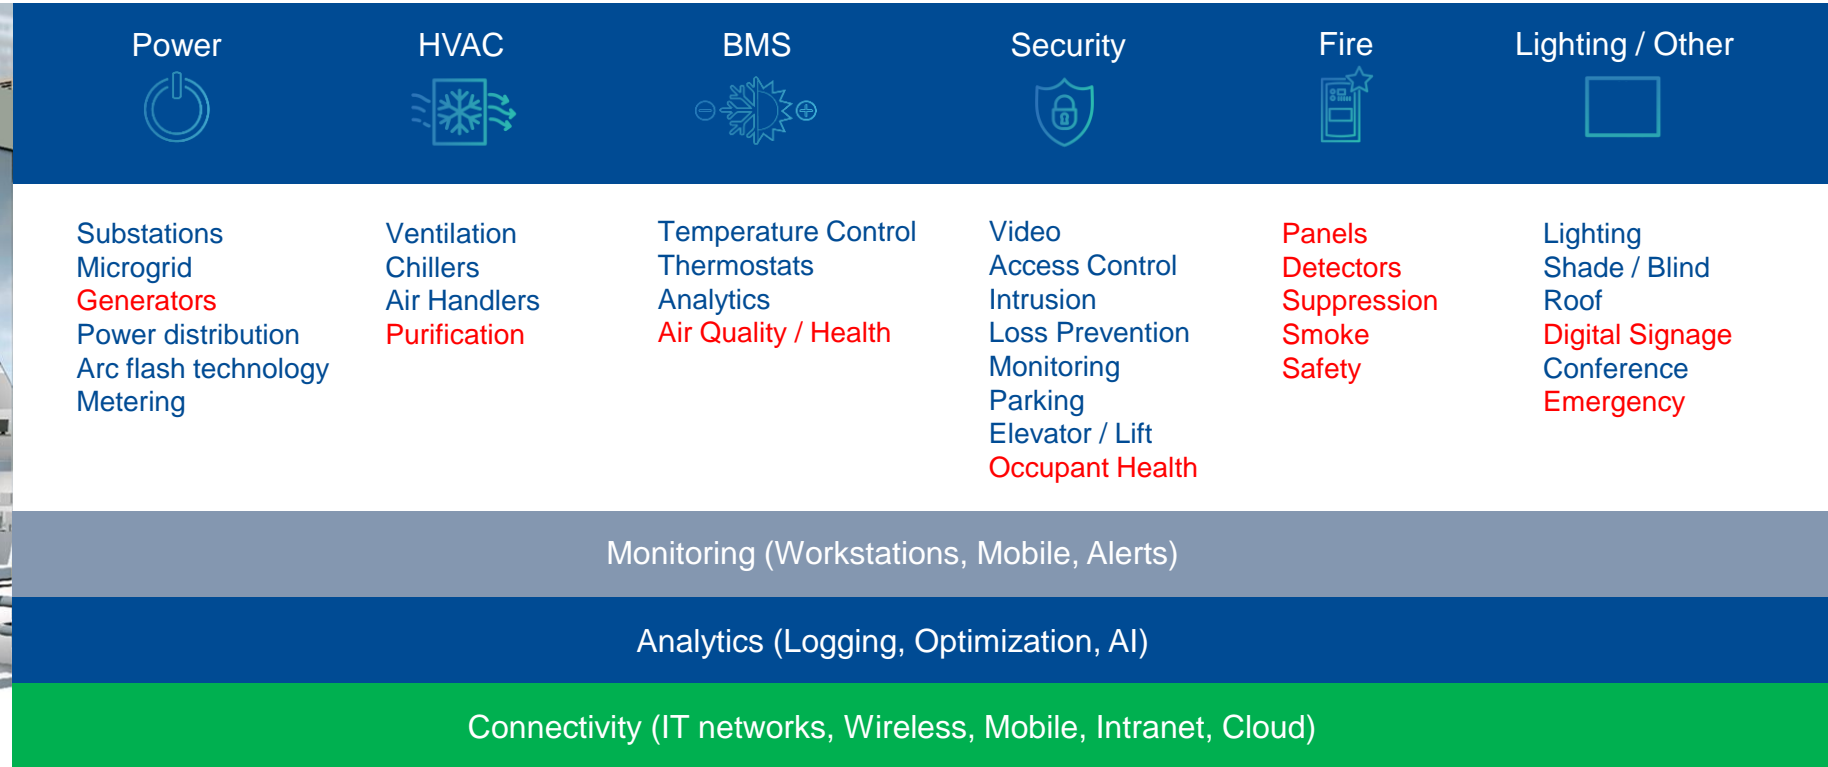 Power
HVAC
BMS
Security
Fire
Lighting / Other
Substations
Microgrid
Generators
Power distribution
Arc flash technology
Metering
Ventilation
Chillers
Air Handlers
Purification
Temperature Control
Thermostats
Analytics
Air Quality / Health
Video
Access Control
Intrusion
Loss Prevention
Monitoring
Parking
Elevator / Lift
Occupant Health
Panels
Detectors
Suppression
Smoke
Safety
Lighting
Shade / Blind
Roof
Digital Signage
Conference
Emergency
Monitoring (Workstations, Mobile, Alerts)
Analytics (Logging, Optimization, AI)
Connectivity (IT networks, Wireless, Mobile, Intranet, Cloud)